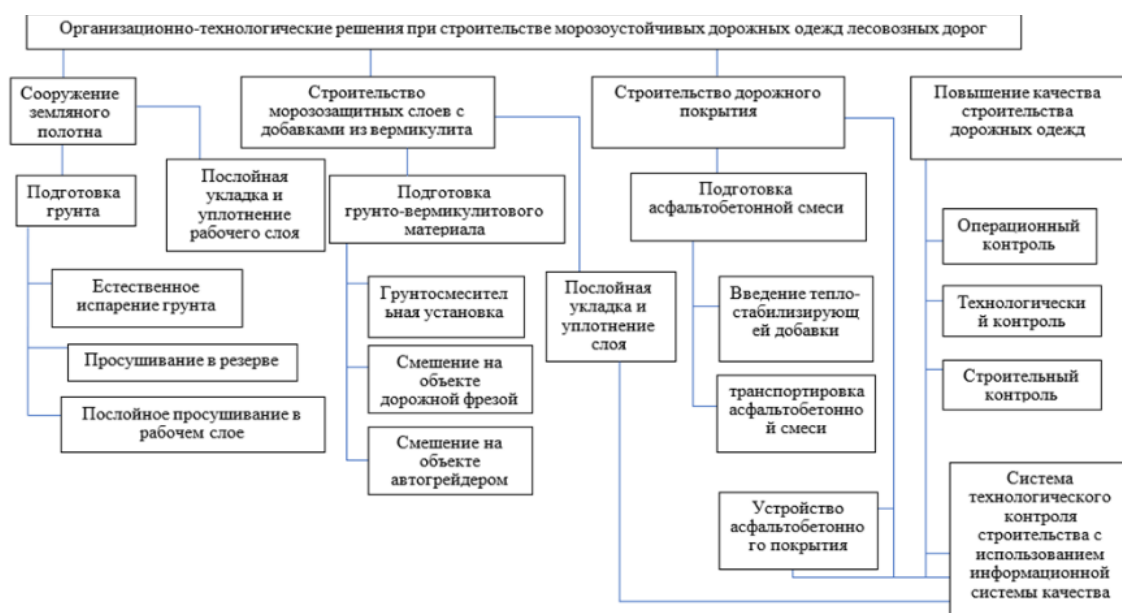 Организационно-технологические решения при строительстве морозоустойчивых дорожных одежд лесовозных дорог
Сооружение
земляного
полотна
Строительство
морозозащитных слоев с
добавками из вермикулита
Строительство дорожного
покрытия
Повышение качества
строительства
дорожных одежд
Подготовка
грунта
Послойная
укладка и
уплотнение
рабочего слоя
Подготовка
грунто-вермикулитового
материала
Подготовка
асфальтобетонной смеси
Операционный
контроль
Естественное
испарение грунта
Грунтосмесител
ьная установка
Послойная
укладка и
уплотнение
слоя
Введение тепло-
стабилизирующ
ей добавки
Технологически
й контроль
Просушивание в резерве
Смешение на
объекте
дорожной фрезой
транспортировка
асфальтобетонно
й смеси
Строительный
контроль
Послойное просушивание в
рабочем слое
Смешение на
объекте
автогрейдером
Устройство
асфальтобетонно
го покрытия
Система
технологического
контроля
строительства с
использованием
информационной
системы качества